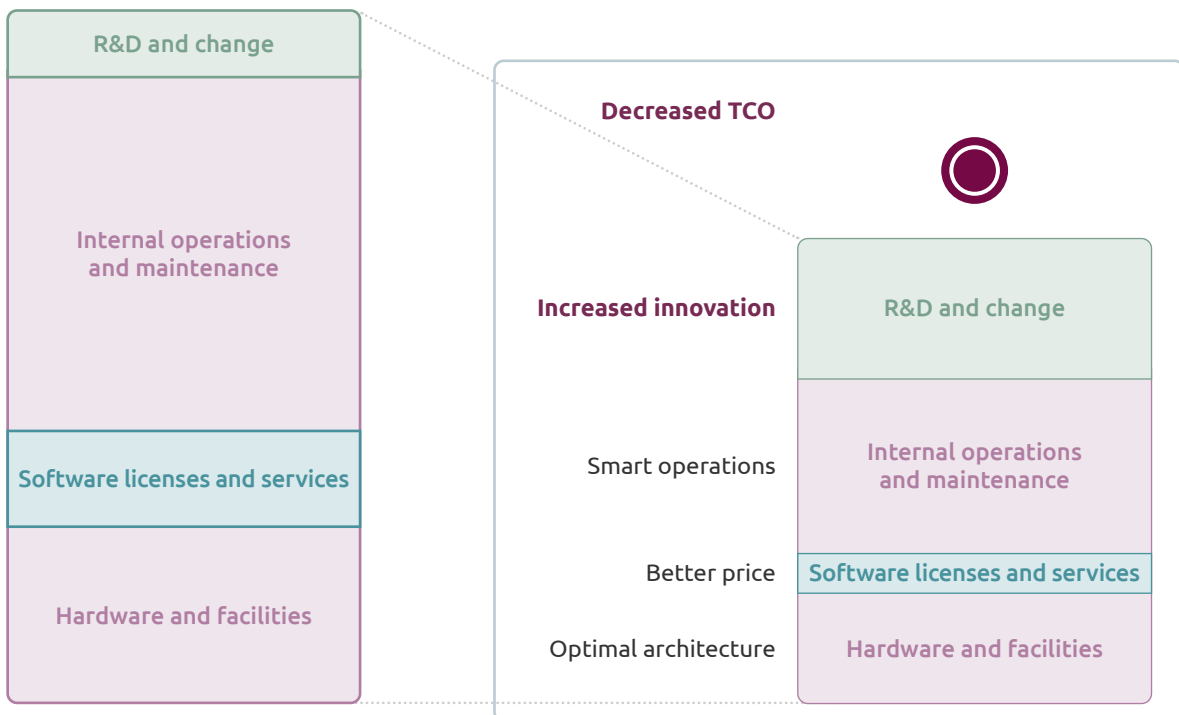 R&D and change
Internal operations
and maintenance
Software licenses and services
Hardware and facilities
Decreased TCO
Increased innovation
R&D and change
Smart operations
Internal operations
and maintenance
Better price
Software licenses and services
Optimal architecture
Hardware and facilities